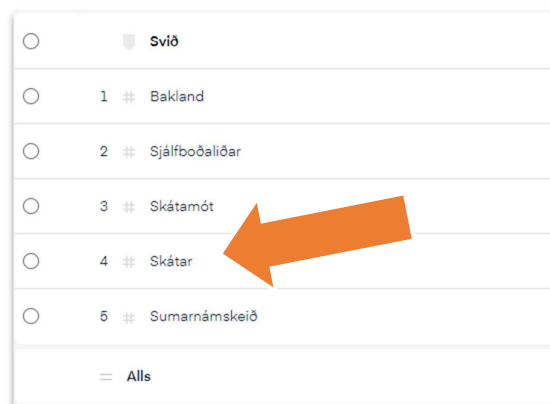 Svið
1 # Bakland
2 # Sjálfboðaliðar
3 # Skátamót
4 # Skátar
5 # Sumarnámskeið
= Alls